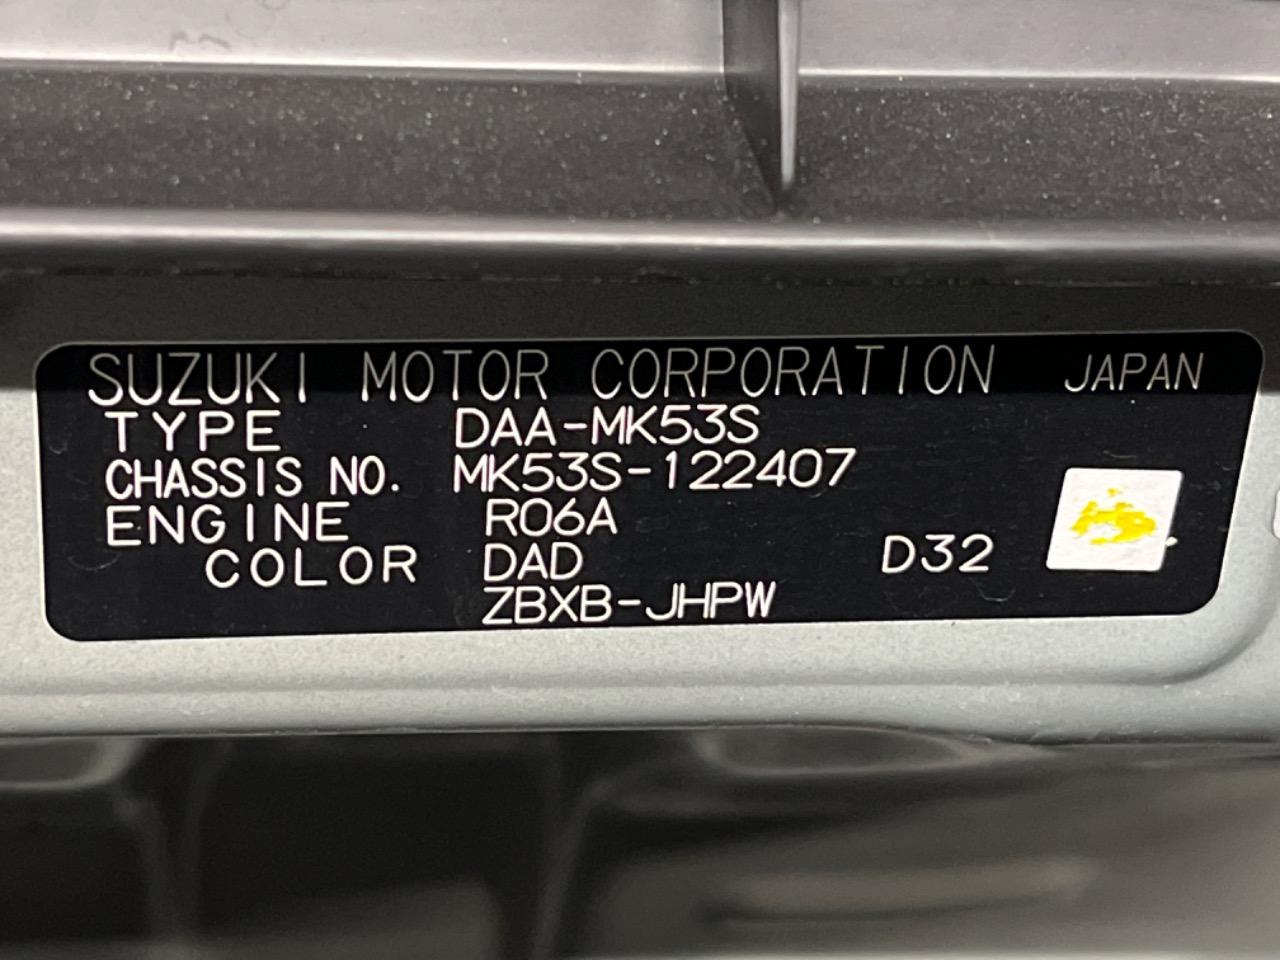 SUZUKI MOTOR CORPORATION JAPAN
TYPE DAA-MK53S
CHASSIS NO. MK53S-122407
ENGINE R06A
COLOR DAD D32
ZBXB-JHPW